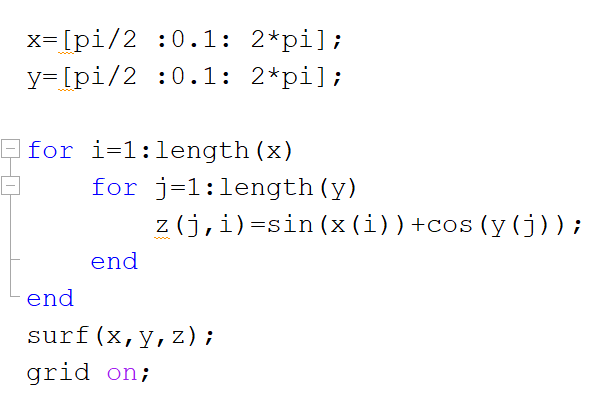 x=[pi/2 :0.1: 2*pi];
y=[pi/2 :0.1: 2*pi];
for i=1:length(x)
for j=1:length(y)
z(j,i)=sin(x(i))+cos(y(j));
end
end
surf(x,y,z);
grid on;